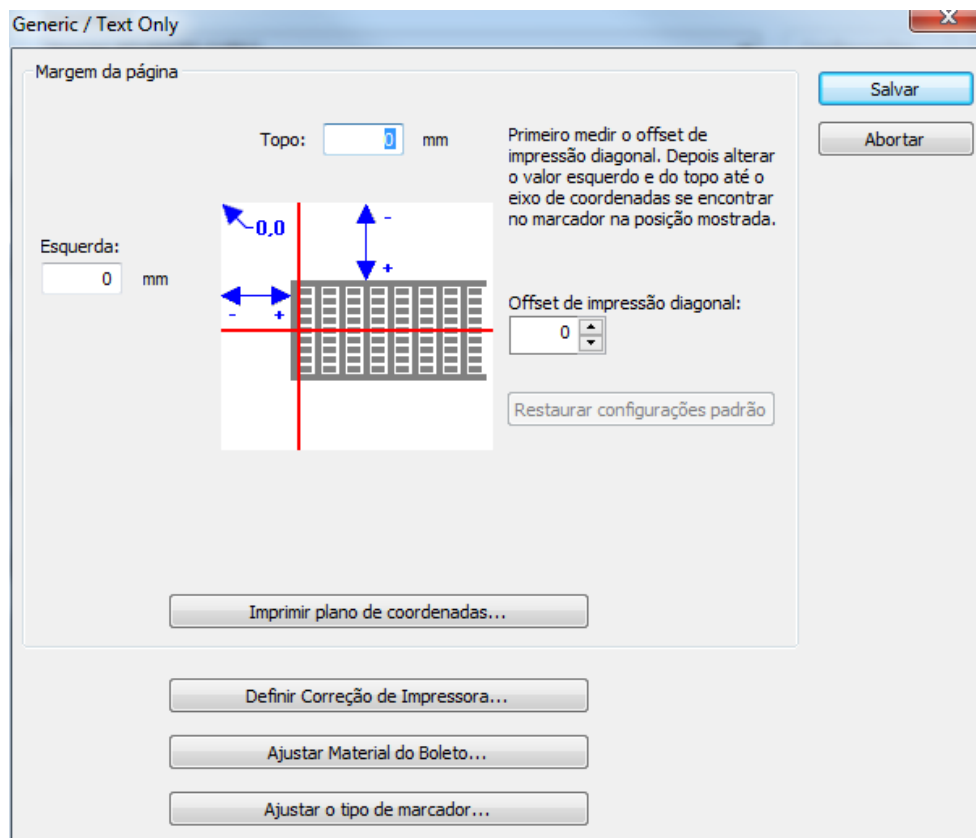 Generic / Text Only
Margem da página
Salvar
Topo: 0 mm
Abortar
Primeiro medir o offset de
impressão diagonal. Depois alterar
o valor esquerdo e do topo até o
eixo de coordenadas se encontrar
no marcador na posição mostrada.
0,0
-
+
Esquerda:
0 mm
- +
Offset de impressão diagonal:
0
Restaurar configurações padrão
Imprimir plano de coordenadas...
Definir Correção de Impressora...
Ajustar Material do Boleto...
Ajustar o tipo de marcador...